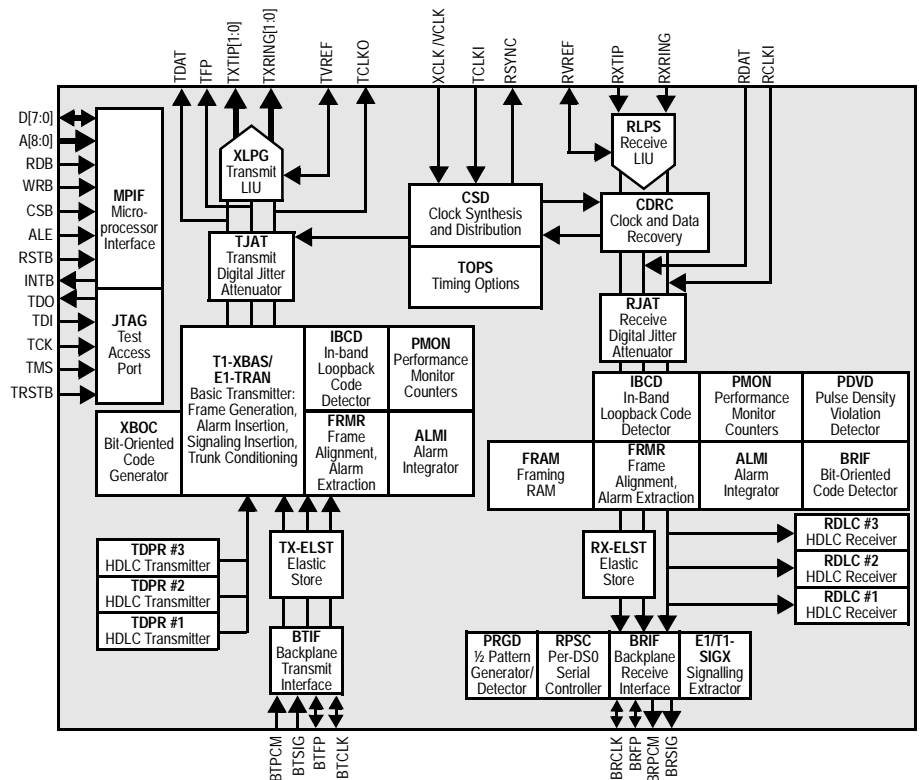 TDAT
TFP
TXTIP[1:0]
TXRING[1:0]
TVREF
TCLKO
XCLK/VCLK
TCLKI
RSYNC
RVREF
RXTIP
RXRING
RDAT
RCLKI
D[7:0]
A[8:0]
RDB
WRB
CSB
ALE
RSTB
INTB
TDO
TDI
TCK
TMS
TRSTB
MPIF
Micro-
processor
Interface
JTAG
Test
Access
Port
XLPG
Transmit
LIU
TJAT
Transmit
Digital Jitter
Attenuator
CSD
Clock Synthesis
and Distribution
TOPS
Timing Options
RLPS
Receive
LIU
CDRC
Clock and Data
Recovery
RJAT
Receive
Digital Jitter
Attenuator
XBOC
Bit-Oriented
Code
Generator
T1-XBAS/
E1-TRAN
Basic Transmitter:
Frame Generation,
Alarm Insertion,
Signaling Insertion,
Trunk Conditioning
IBCD
In-band
Loopback
Code
Detector
PMON
Performance
Monitor
Counters
FRMR
Frame
Alignment,
Alarm
Extraction
ALMI
Alarm
Integrator
IBCD
In-Band
Loopback Code
Detector
PMON
Performance
Monitor
Counters
PDVD
Pulse Density
Violation
Detector
FRAM
Framing
RAM
FRMR
Frame
Alignment,
Alarm Extraction
ALMI
Alarm
Integrator
BRIF
Bit-Oriented
Code Detector
TDPR #3
HDLC Transmitter
TDPR #2
HDLC Transmitter
TDPR #1
HDLC Transmitter
TX-ELST
Elastic
Store
BTIF
Backplane
Transmit
Interface
RX-ELST
Elastic
Store
RDLC #3
HDLC Receiver
RDLC #2
HDLC Receiver
RDLC #1
HDLC Receiver
PRGD
½ Pattern
Generator/
Detector
RPSC
Per-DS0
Serial
Controller
BRIF
Backplane
Receive
Interface
E1/T1-
SIGX
Signalling
Extractor
BTPCM
BTSIG
BTFP
BTCLK
BRCLK
BRFP
BRPCM
BRSIG